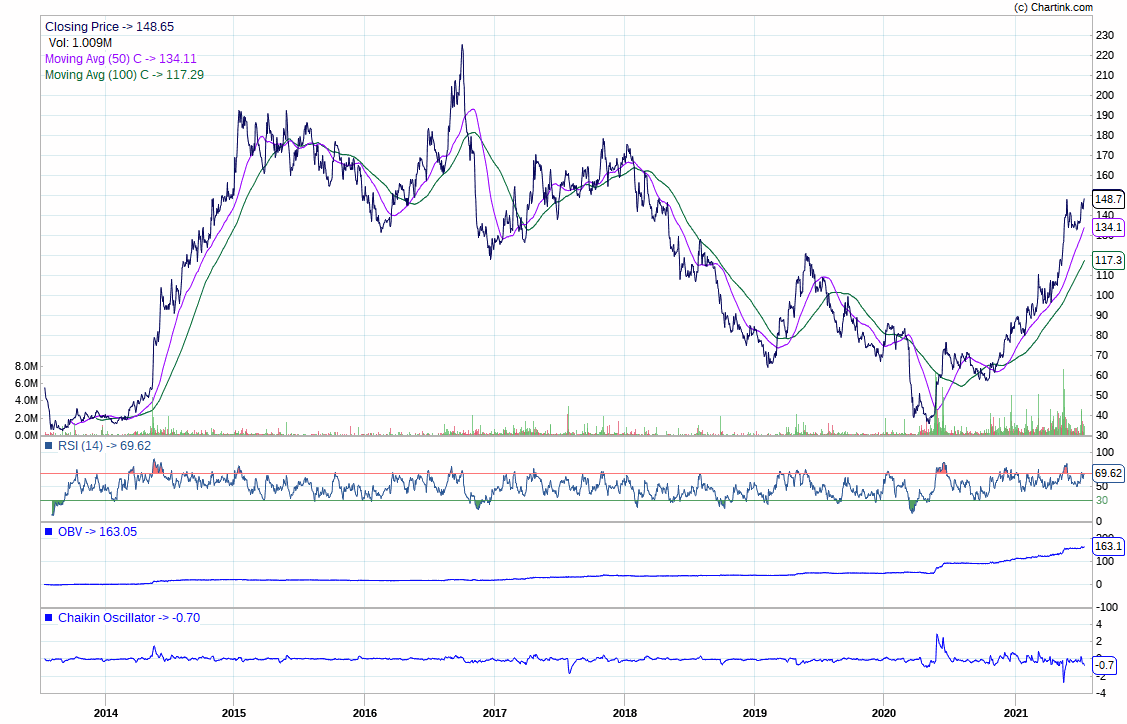 (c) Chartink.com
Closing Price -> 148.65
Vol: 1.009M
Moving Avg (50) C -> 134.11
Moving Avg (100) C -> 117.29
230
220
210
200
190
180
170
160
148.7
140
134.1
117.3
110
100
90
80
70
60
50
40
30
8.0M
6.0M
4.0M
2.0M
0.0M
RSI (14) -> 69.62
100
69.62
50
30
0
OBV -> 163.05
163.1
100
0
-100
Chaikin Oscillator -> -0.70
4
2
-0.7
-2
-4
2014 2015 2016 2017 2018 2019 2020 2021